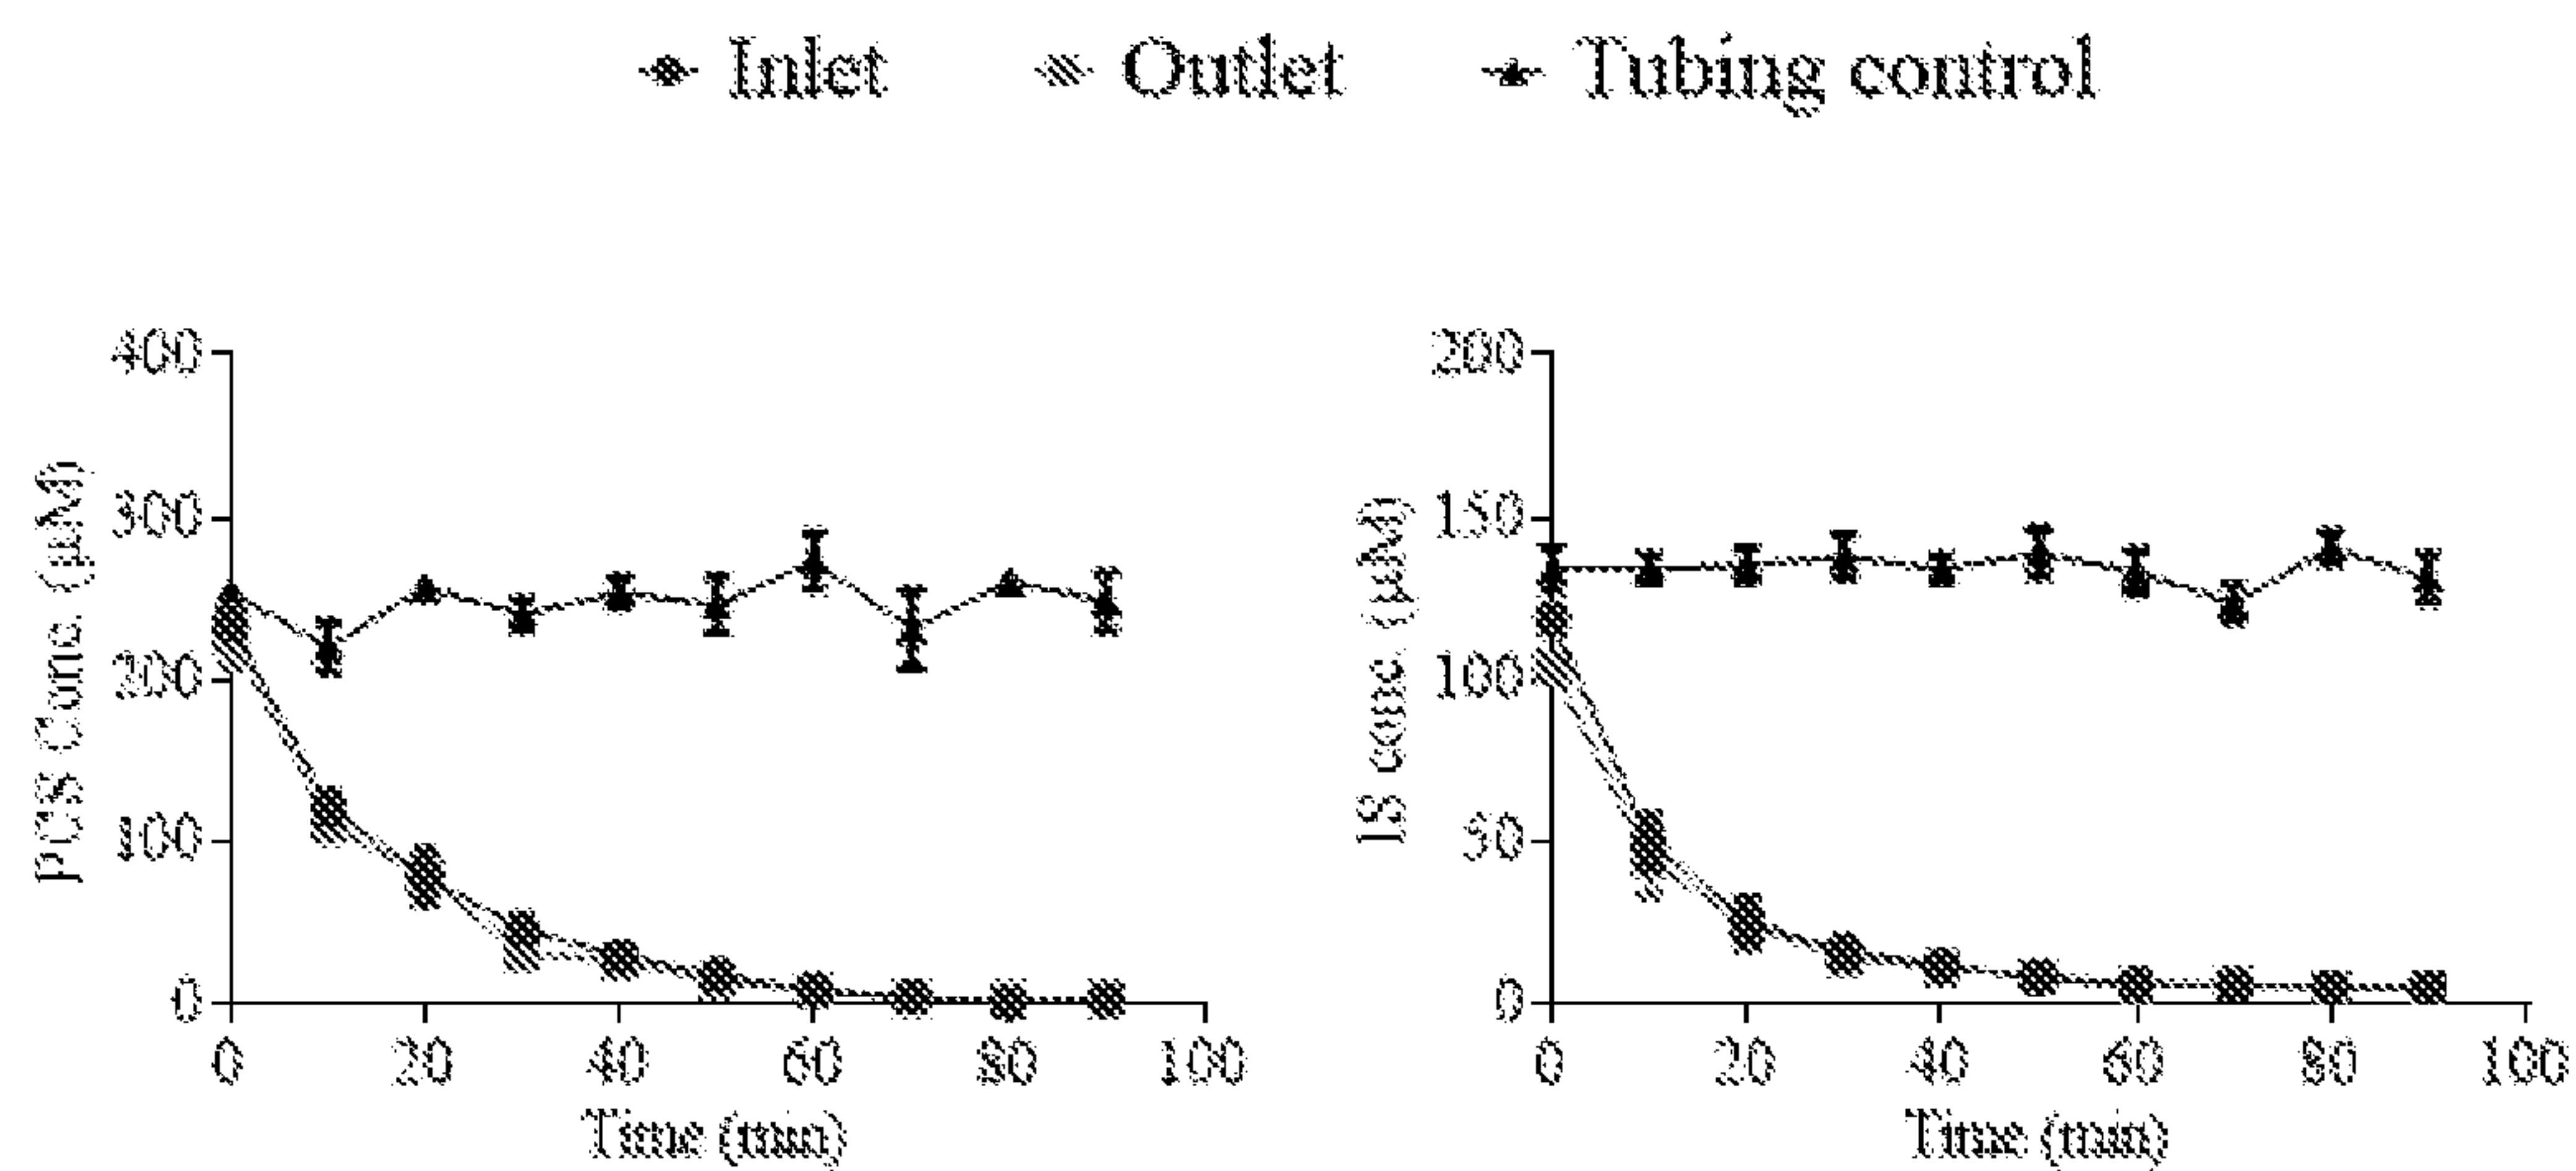 Inlet Outlet Tubing control
400
300
200
100
0
PCS Conc. (µM)
0 20 40 60 80 100
Time (min)
200
150
100
50
0
IS conc (µM)
0 20 40 60 80 100
Time (min)